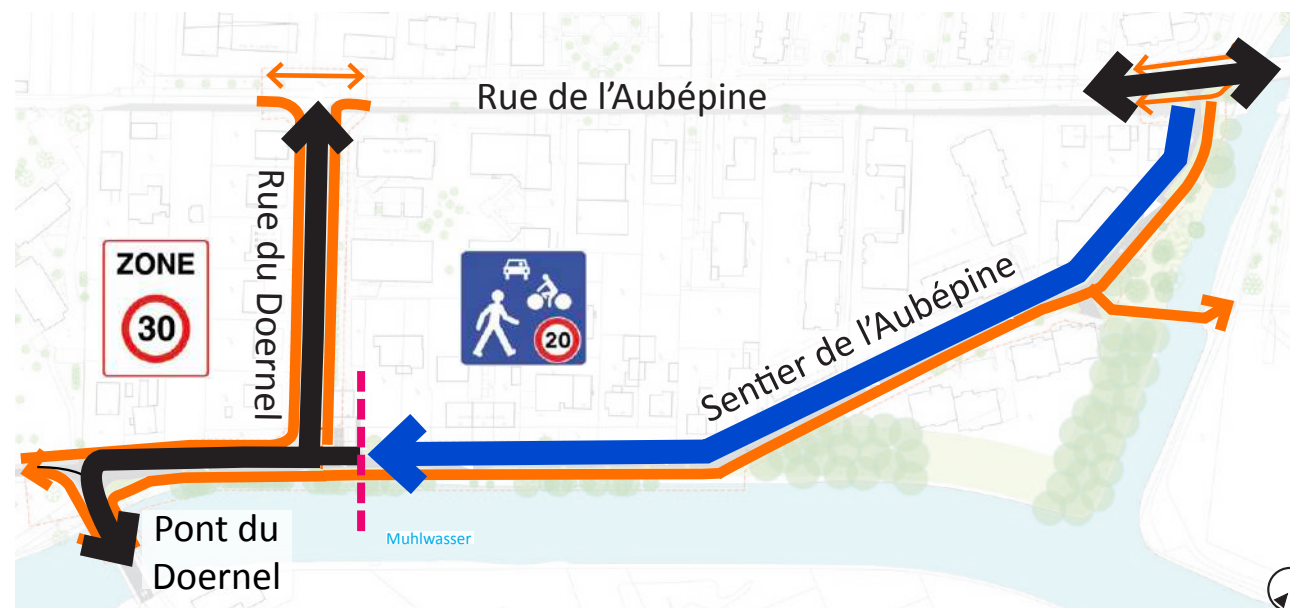 Rue de l'Aubépine
Rue du Doernel
ZONE
30
20
Sentier de l'Aubépine
Pont du
Doernel
Muhlwasser